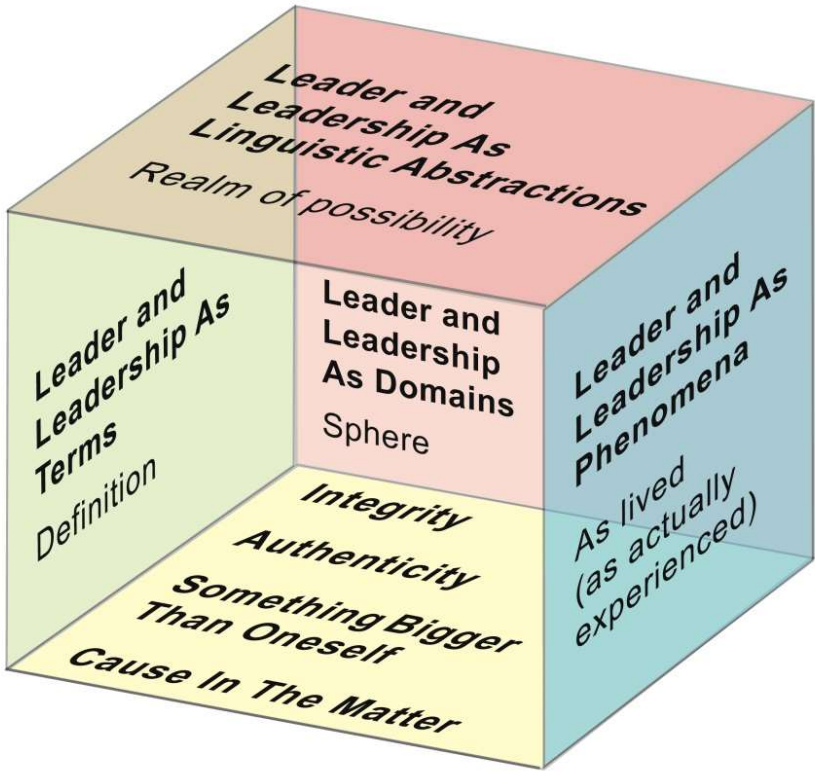 Leader and
Leadership As
Linguistic Abstractions
Realm of possibility
Leader and
Leadership As
Terms
Definition
Leader and
Leadership
As Domains
Sphere
Leader and
Leadership As
Phenomena
As lived
(as actually
experienced)
Integrity
Authenticity
Something Bigger
Than Oneself
Cause In The Matter